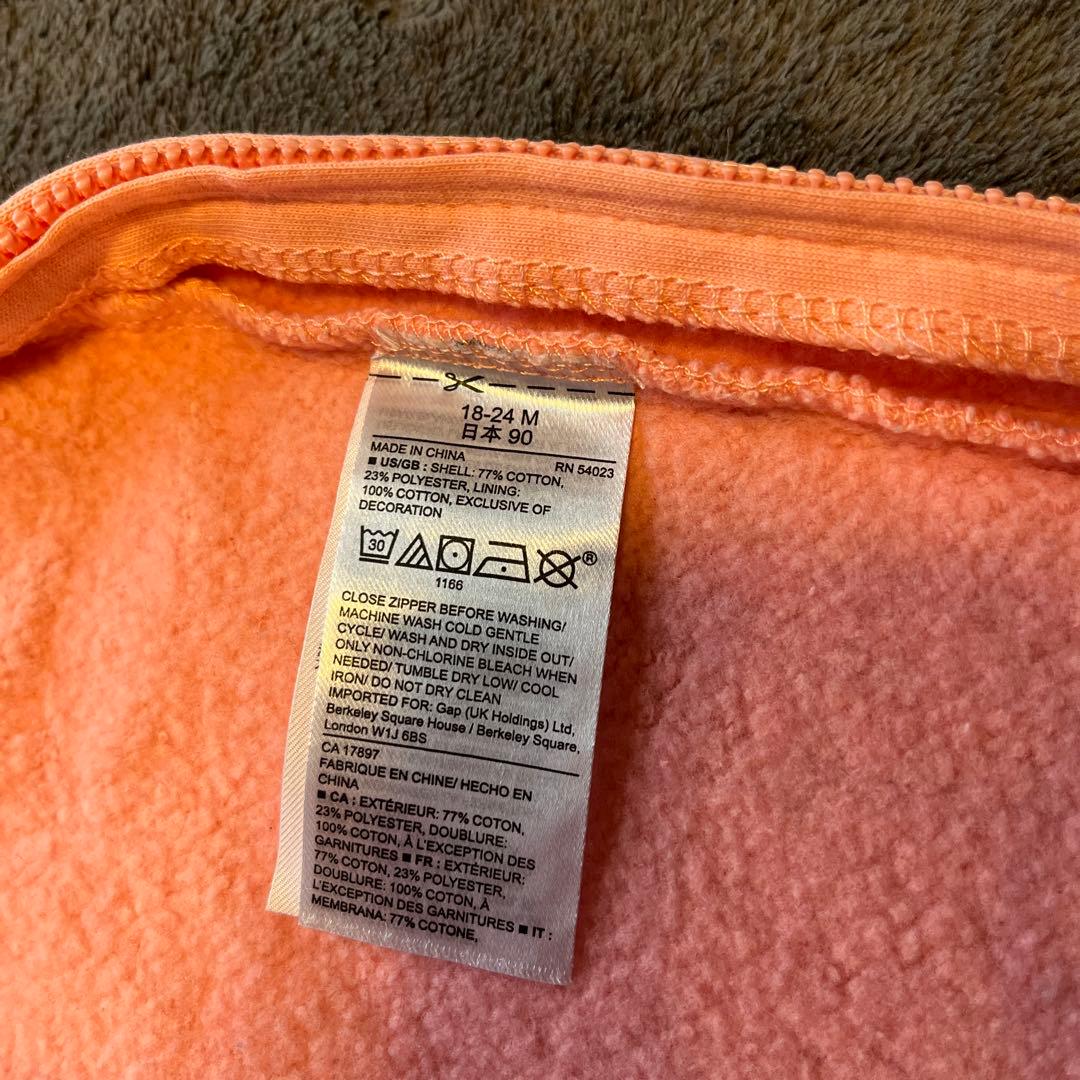 18-24 M
日本 90
MADE IN CHINA RN 54023
■ US/GB : SHELL: 77% COTTON,
23% POLYESTER, LINING:
100% COTTON, EXCLUSIVE OF
DECORATION
30
1166
®
CLOSE ZIPPER BEFORE WASHING/
MACHINE WASH COLD GENTLE
CYCLE/ WASH AND DRY INSIDE OUT/
ONLY NON-CHLORINE BLEACH WHEN
NEEDED/ TUMBLE DRY LOW/ COOL
IRON/ DO NOT DRY CLEAN
IMPORTED FOR: Gap (UK Holdings) Ltd,
Berkeley Square House / Berkeley Square,
London W1J 6BS
CA 17897
FABRIQUE EN CHINE/ HECHO EN
CHINA
■ CA : EXTÉRIEUR: 77% COTON,
23% POLYESTER, DOUBLURE:
100% COTON, À L'EXCEPTION DES
GARNITURES ■ FR : EXTÉRIEUR:
77% COTON, 23% POLYESTER,
DOUBLURE: 100% COTON, À
L'EXCEPTION DES GARNITURES ■ IT :
MEMBRANA: 77% COTONE,